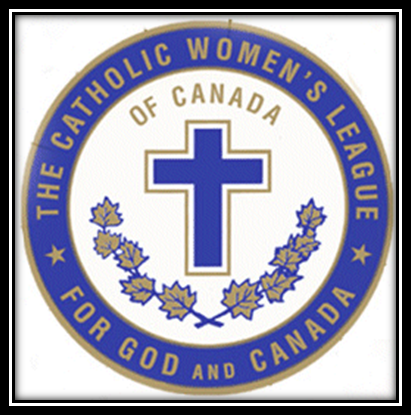 THE CATHOLIC WOMEN'S LEAGUE
OF CANADA
FOR GOD AND CANADA